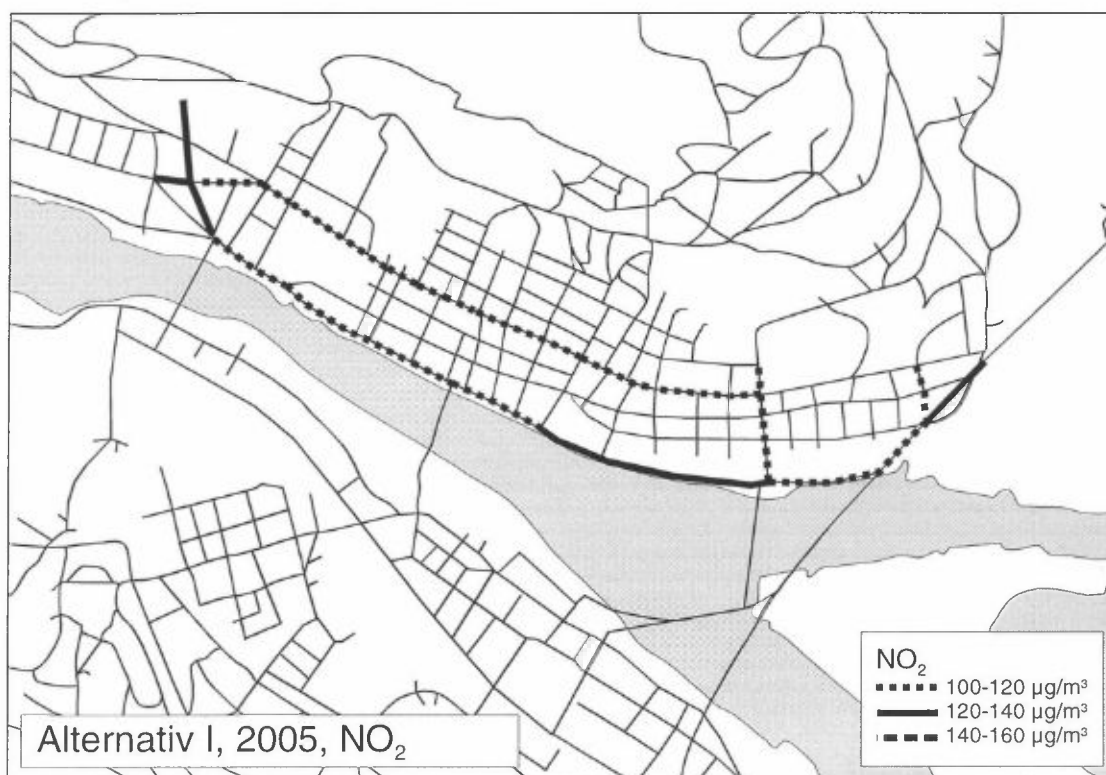 NO₂
100-120 µg/m³
120-140 µg/m³
140-160 µg/m³
Alternativ I, 2005, NO₂